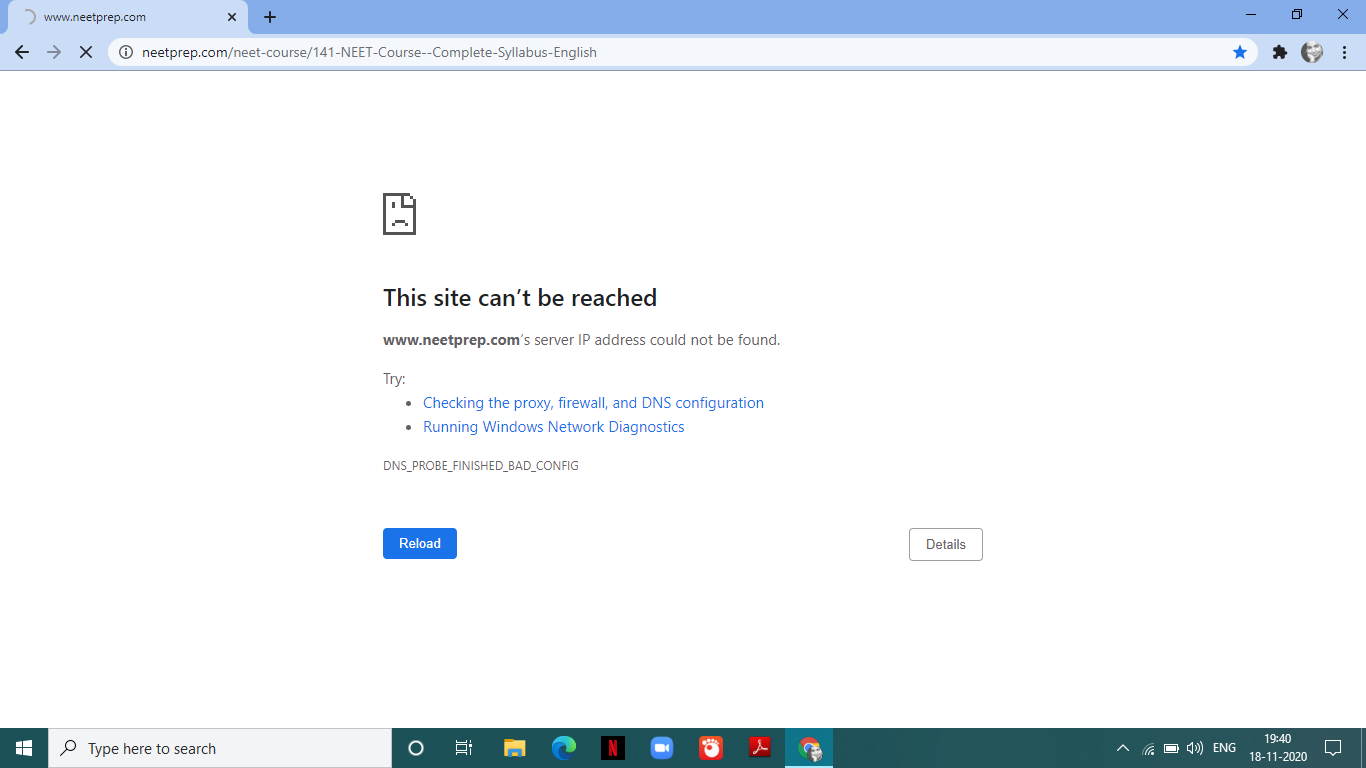 www.neetprep.com
neetprep.com/neet-course/141-NEET-Course--Complete-Syllabus-English
This site can’t be reached
www.neetprep.com’s server IP address could not be found.
Try:
Checking the proxy, firewall, and DNS configuration
Running Windows Network Diagnostics
DNS_PROBE_FINISHED_BAD_CONFIG
Reload
Details
Type here to search
N
ENG
19:40
18-11-2020